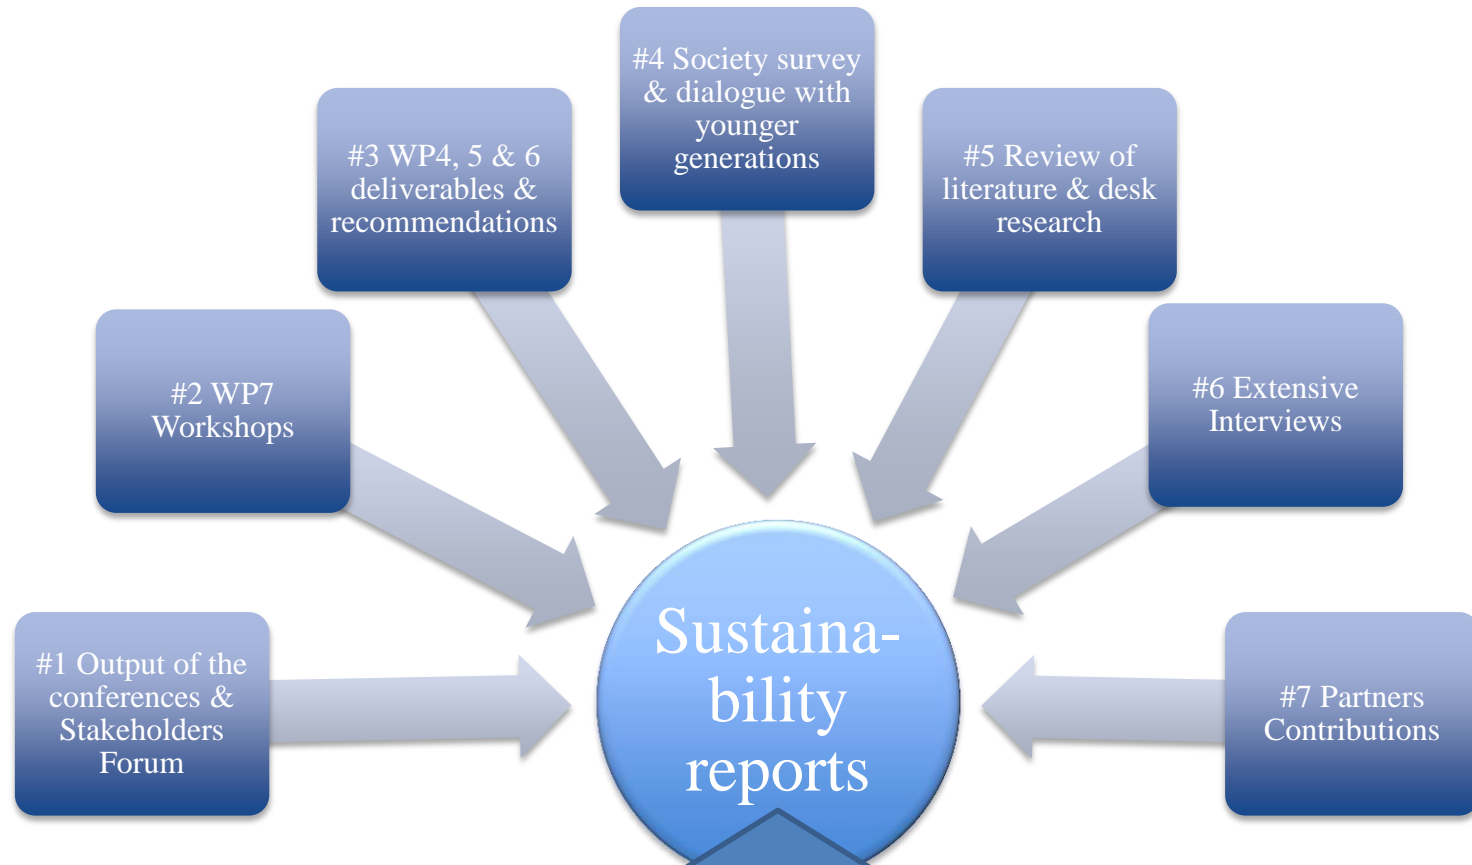 #1 Output of the
conferences &
Stakeholders
Forum
#2 WP7
Workshops
#3 WP4, 5 & 6
deliverables &
recommendations
#4 Society survey
& dialogue with
younger
generations
#5 Review of
literature & desk
research
#6 Extensive
Interviews
#7 Partners
Contributions
Sustaina-
bility
reports